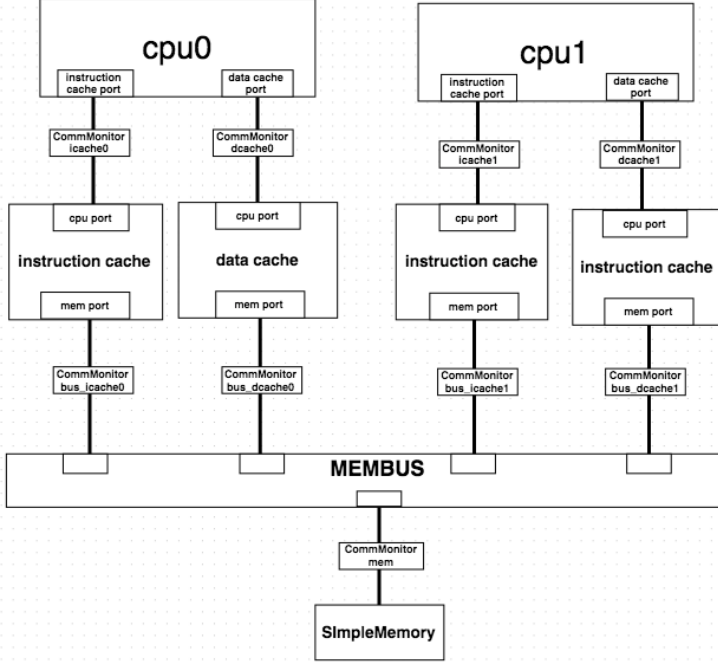 cpu0
cpu1
instruction
cache port
data cache
port
instruction
cache port
data cache
port
CommMonitor
icache0
CommMonitor
dcache0
CommMonitor
icache1
CommMonitor
dcache1
cpu port
instruction cache
mem port
cpu port
data cache
mem port
cpu port
instruction cache
mem port
cpu port
instruction cache
mem port
CommMonitor
bus_icache0
CommMonitor
bus_dcache0
CommMonitor
bus_icache1
CommMonitor
bus_dcache1
MEMBUS
CommMonitor
mem
SImpleMemory